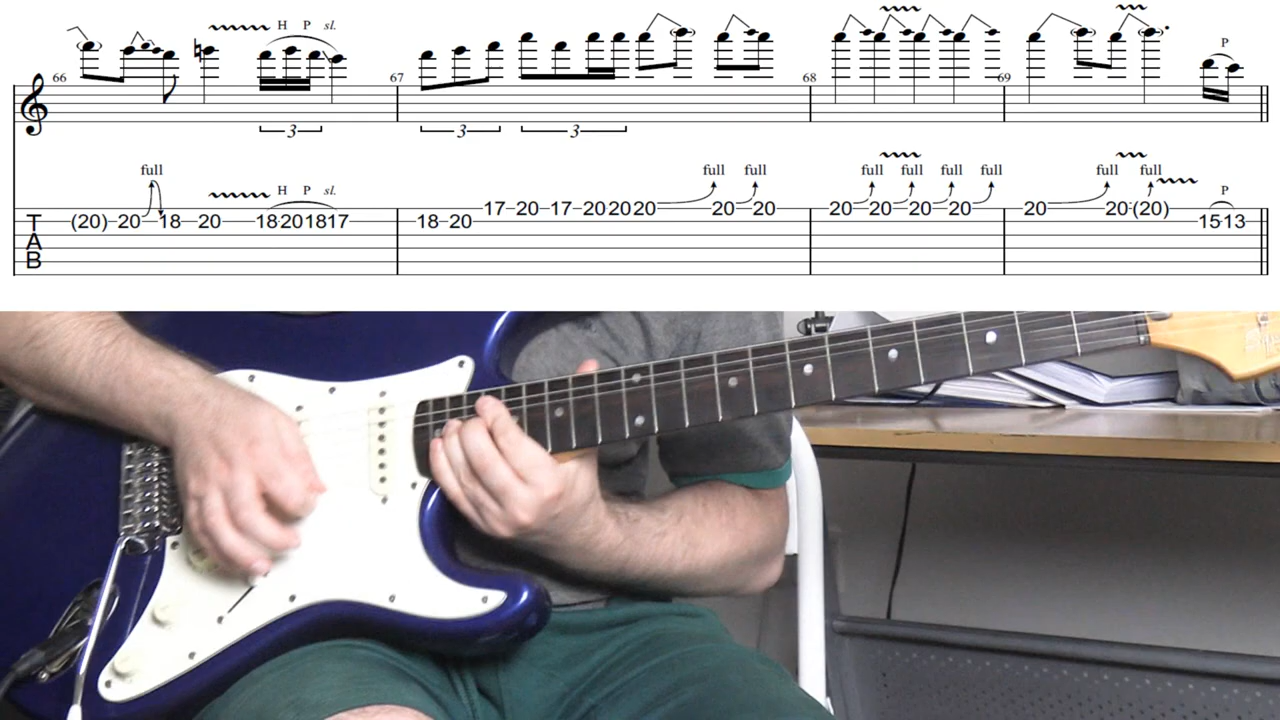 H P sl.
66 67 68 69 P
3 3 3
full full full full full full full full full
H P sl. P
17 20 17 20 20 20 20 20 20 20 20 20 20 20 (20)
T (20) 20 18 20 18 20 18 17 18 20 15 13
A
B